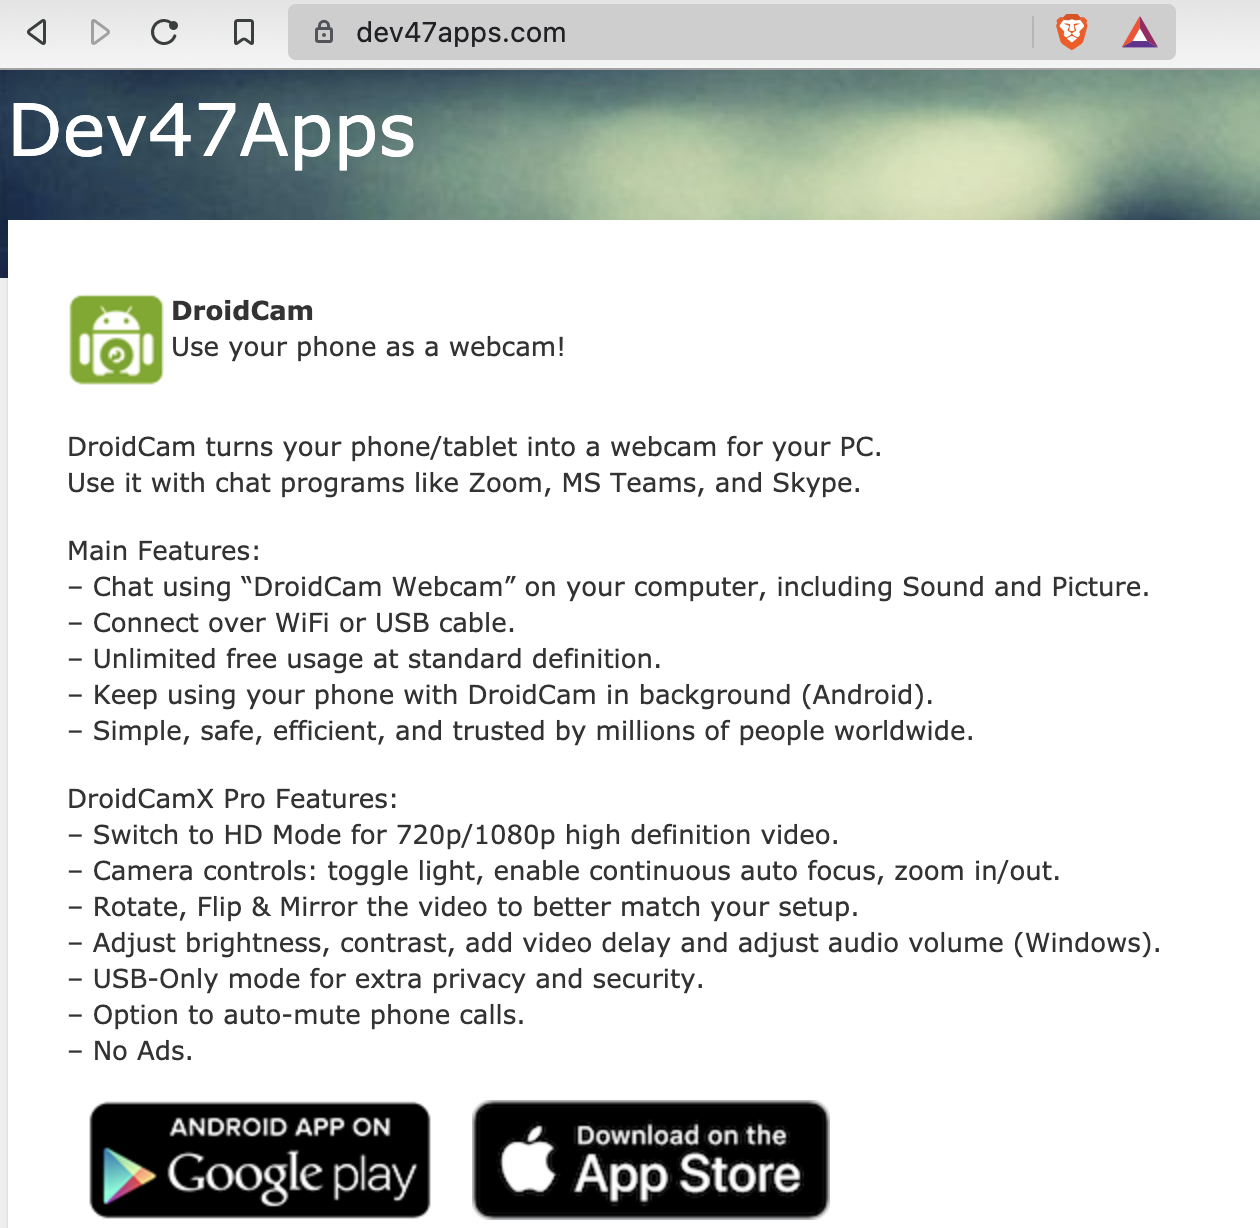 dev47apps.com
Dev47Apps
DroidCam
Use your phone as a webcam!
DroidCam turns your phone/tablet into a webcam for your PC.
Use it with chat programs like Zoom, MS Teams, and Skype.
Main Features:
– Chat using “DroidCam Webcam” on your computer, including Sound and Picture.
– Connect over WiFi or USB cable.
– Unlimited free usage at standard definition.
– Keep using your phone with DroidCam in background (Android).
– Simple, safe, efficient, and trusted by millions of people worldwide.
DroidCamX Pro Features:
– Switch to HD Mode for 720p/1080p high definition video.
– Camera controls: toggle light, enable continuous auto focus, zoom in/out.
– Rotate, Flip & Mirror the video to better match your setup.
– Adjust brightness, contrast, add video delay and adjust audio volume (Windows).
– USB-Only mode for extra privacy and security.
– Option to auto-mute phone calls.
– No Ads.
ANDROID APP ON
Google play
Download on the
App Store